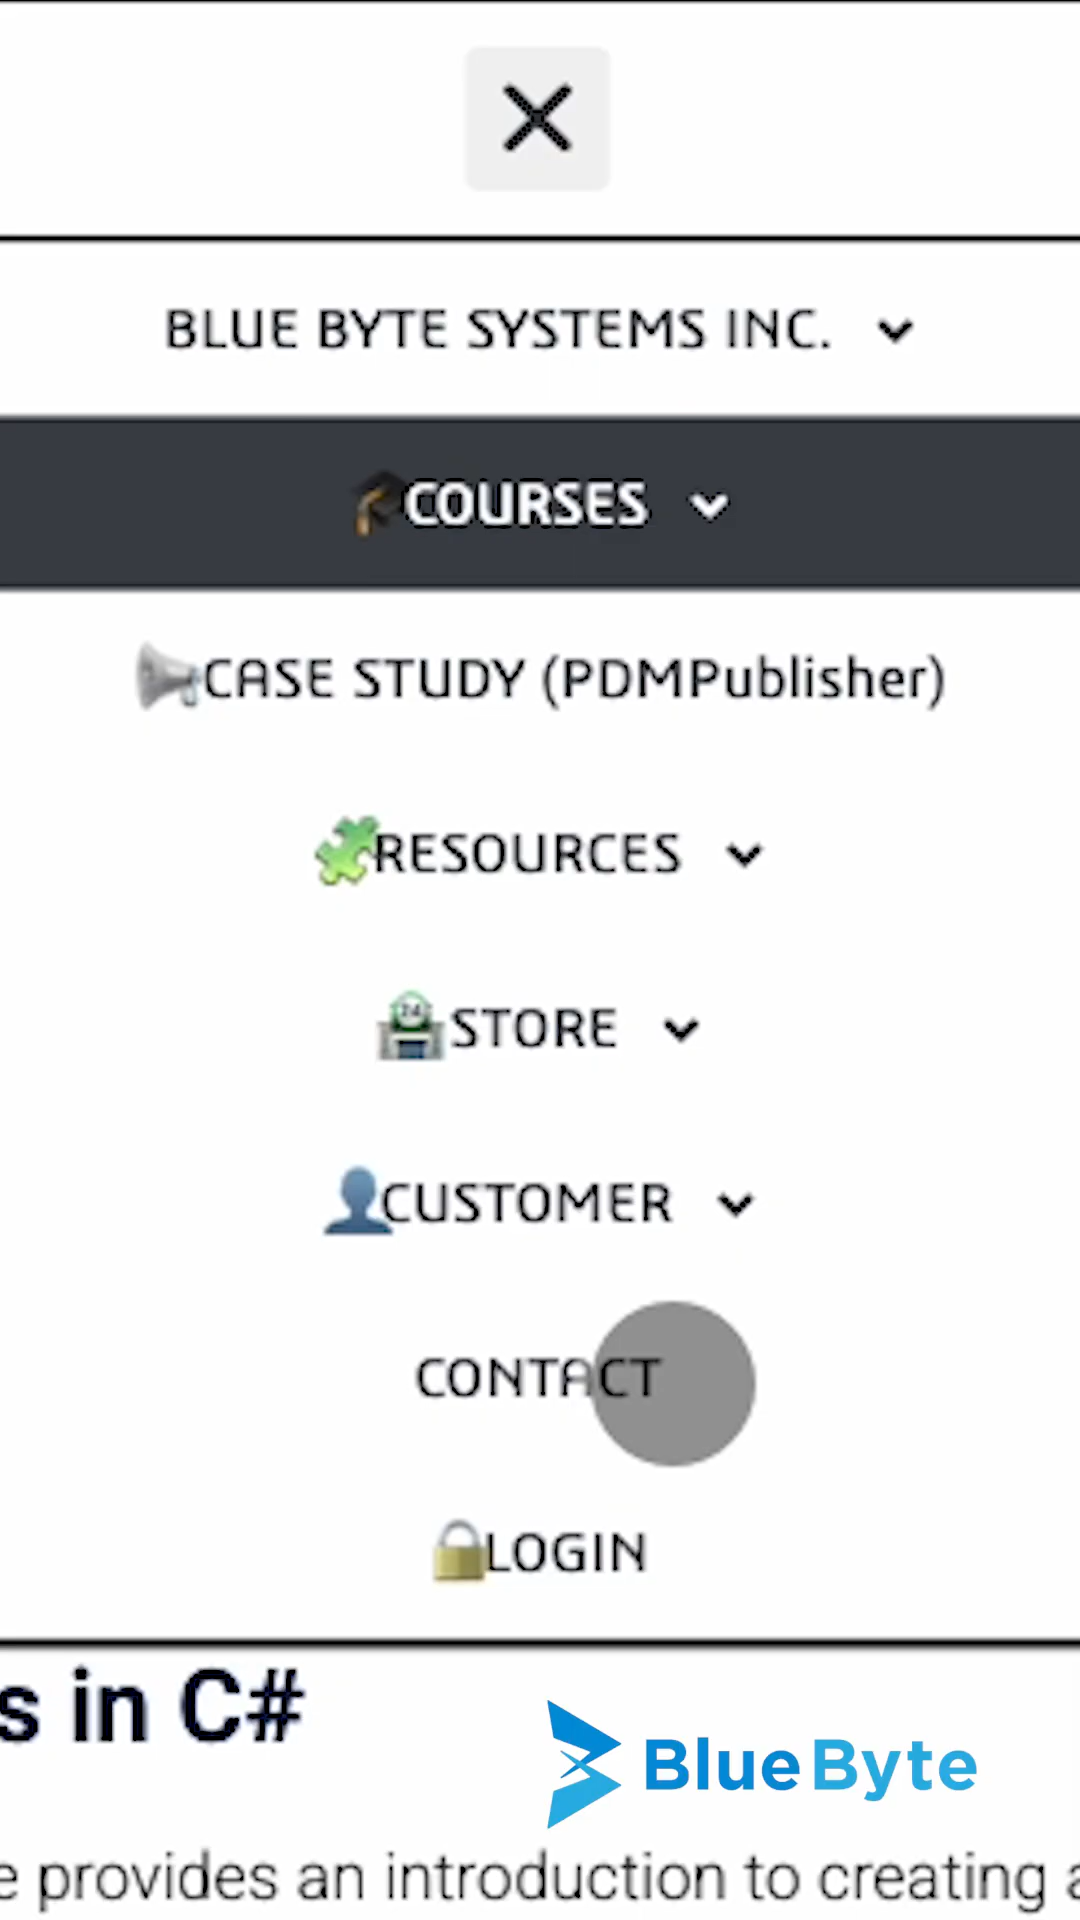 BLUE BYTE SYSTEMS INC.
COURSES
CASE STUDY (PDMPublisher)
RESOURCES
24
STORE
CUSTOMER
CONTACT
LOGIN
s in C#
BlueByte
e provides an introduction to creating a